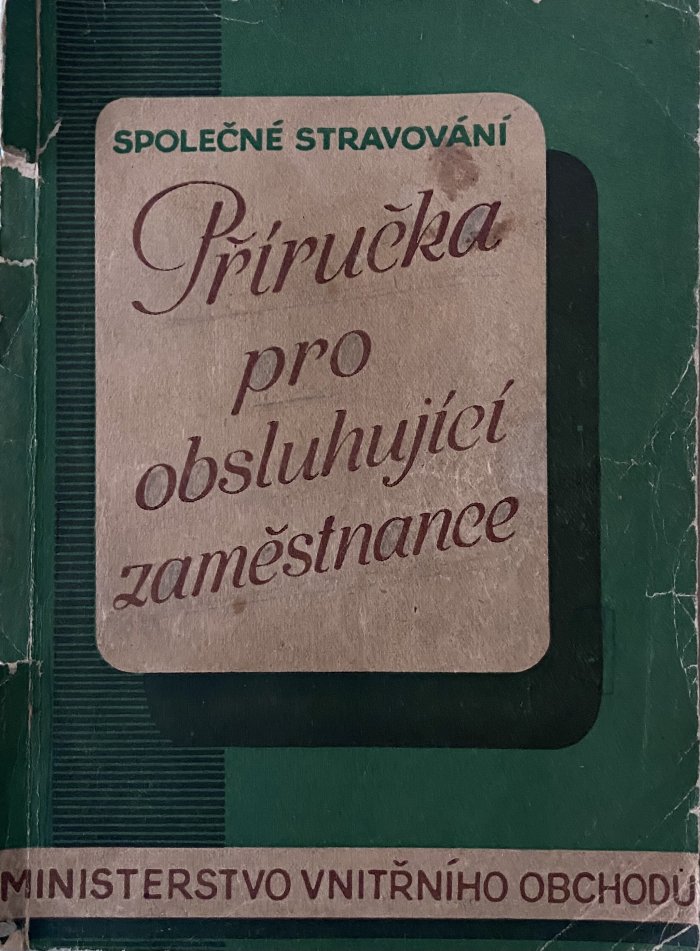 SPOLEČNÉ STRAVOVÁNÍ
Příručka
pro
obsluhující
zaměstnance
MINISTERSTVO VNITŘNÍHO OBCHODU